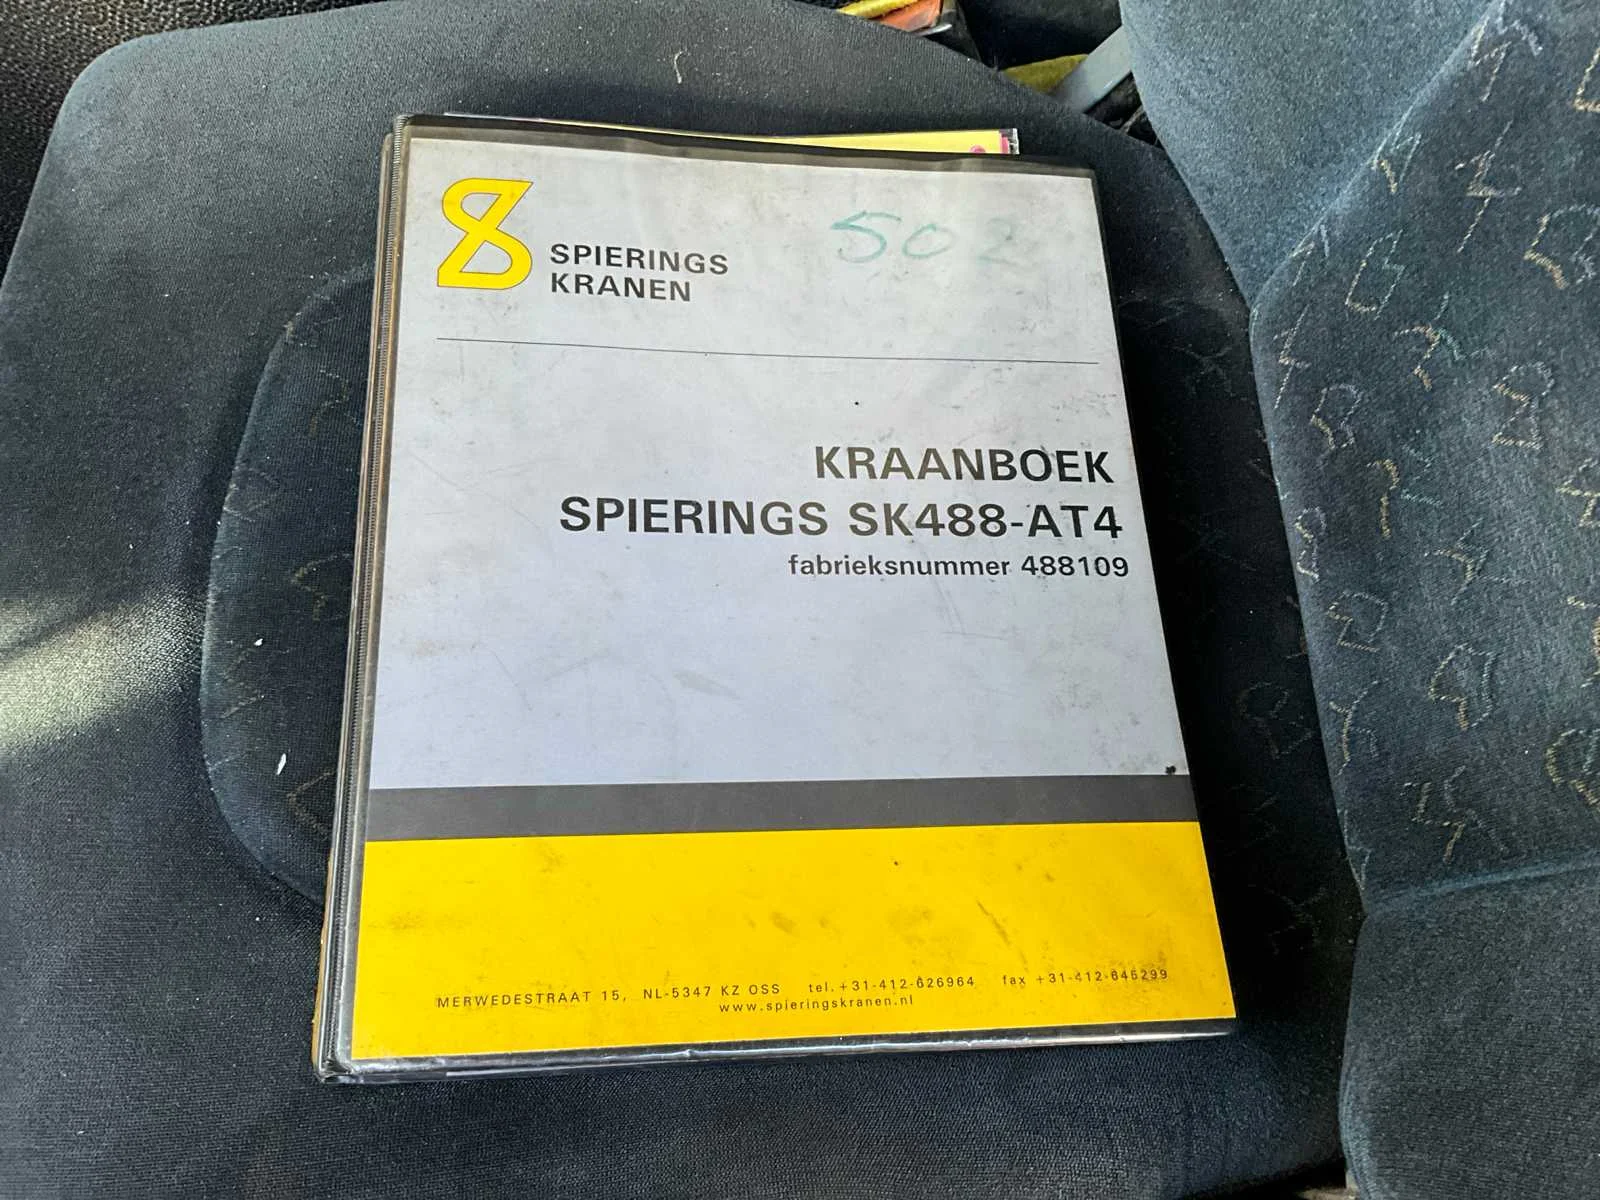 SPIERINGS
KRANEN
502
KRAANBOEK
SPIERINGS SK488-AT4
fabrieksnummer 488109
MERWEDESTRAAT 15, NL-5347 KZ OSS tel. +31-412-626964 fax +31-412-646299
www.spieringskranen.nl